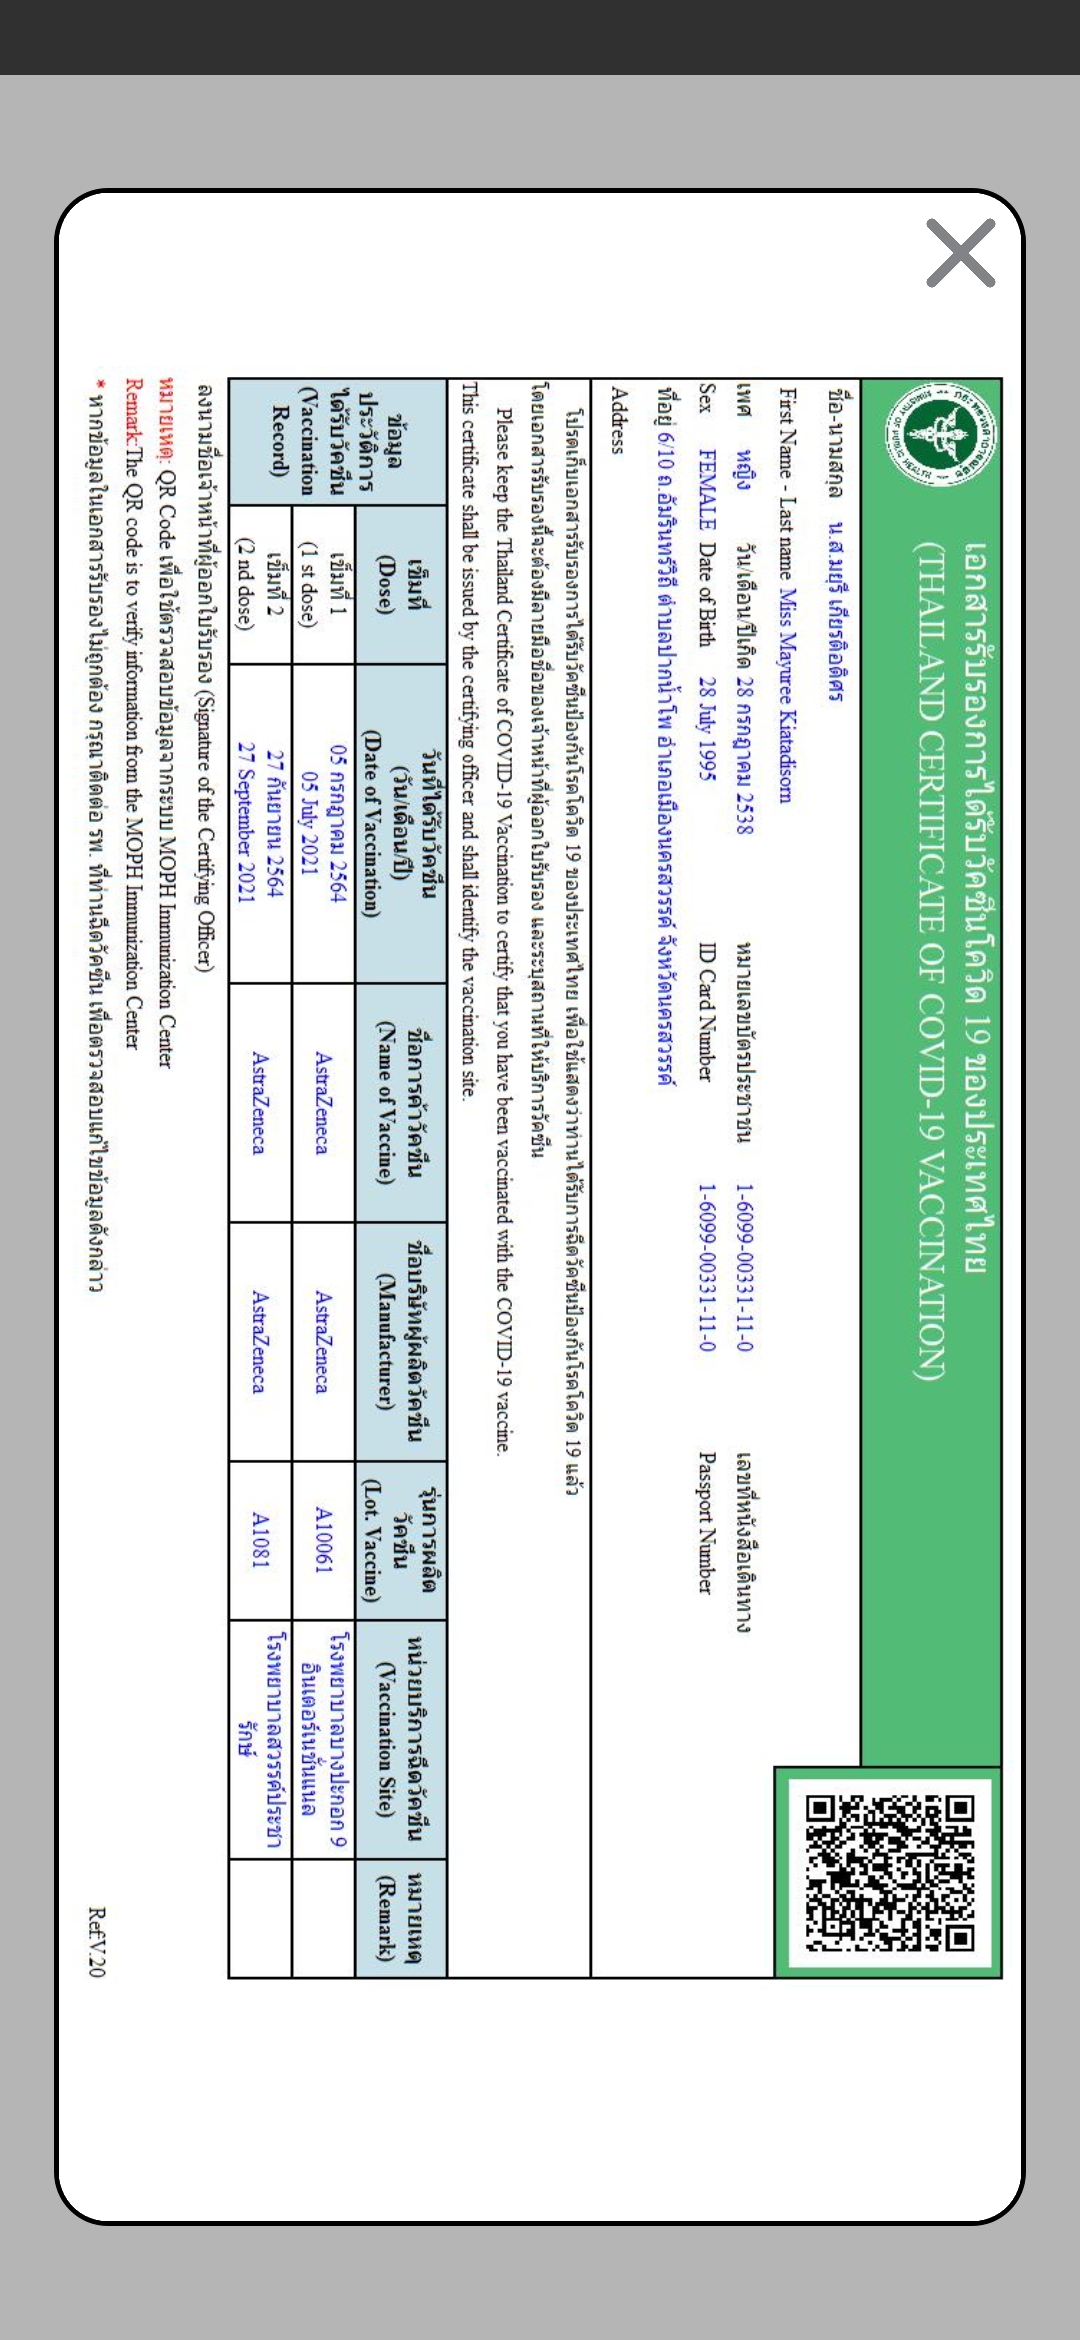 เอกสารรับรองการได้รับวัคซีนโควิด 19 ของประเทศไทย
(THAILAND CERTIFICATE OF COVID-19 VACCINATION)
ชื่อ-นามสกุล น.ส.มยุรี เกียรติอดิศร
First Name - Last name Miss Mayuree Kiatadisorn
เพศ หญิง วัน/เดือน/ปีเกิด 28 กรกฎาคม 2538 หมายเลขบัตรประชาชน 1-6099-00331-11-0 เลขที่หนังสือเดินทาง
Sex FEMALE Date of Birth 28 July 1995 ID Card Number 1-6099-00331-11-0 Passport Number
ที่อยู่ 6/10 ถ.อัมรินทร์วิถี ตำบลปากน้ำโพ อำเภอเมืองนครสวรรค์ จังหวัดนครสวรรค์
Address
โปรดเก็บเอกสารรับรองการได้รับวัคซีนป้องกันโรคโควิด 19 ของประเทศไทย เพื่อใช้แสดงว่าท่านได้รับการฉีดวัคซีนป้องกันโรคโควิด 19 แล้ว
โดยเอกสารรับรองนี้จะต้องมีลายมือชื่อของเจ้าหน้าที่ผู้ออกใบรับรอง และระบุสถานที่ให้บริการวัคซีน
Please keep the Thailand Certificate of COVID-19 Vaccination to certify that you have been vaccinated with the COVID-19 vaccine.
This certificate shall be issued by the certifying officer and shall identify the vaccination site.
ข้อมูล
ประวัติการ
ได้รับวัคซีน
(Vaccination
Record)
เข็มที่
(Dose)
วันที่ได้รับวัคซีน
(วัน/เดือน/ปี)
(Date of Vaccination)
ชื่อการค้าวัคซีน
(Name of Vaccine)
ชื่อบริษัทผู้ผลิตวัคซีน
(Manufacturer)
รุ่นการผลิต
วัคซีน
(Lot. Vaccine)
หน่วยบริการฉีดวัคซีน
(Vaccination Site)
หมายเหตุ
(Remark)
เข็มที่ 1
(1 st dose)
05 กรกฎาคม 2564
05 July 2021
AstraZeneca
AstraZeneca
A10061
โรงพยาบาลบางปะกอก 9
อินเตอร์เนชั่นแนล
เข็มที่ 2
(2 nd dose)
27 กันยายน 2564
27 September 2021
AstraZeneca
AstraZeneca
A1081
โรงพยาบาลสวรรค์ประชา
รักษ์
ลงนามชื่อเจ้าหน้าที่ผู้ออกใบรับรอง (Signature of the Certifying Officer)
หมายเหตุ: QR Code เพื่อใช้ตรวจสอบข้อมูลจากระบบ MOPH Immunization Center
Remark:The QR code is to verify information from the MOPH Immunization Center
* หากข้อมูลในเอกสารรับรองไม่ถูกต้อง กรุณาติดต่อ รพ. ที่ท่านฉีดวัคซีน เพื่อตรวจสอบแก้ไขข้อมูลดังกล่าว
Ref:V.20